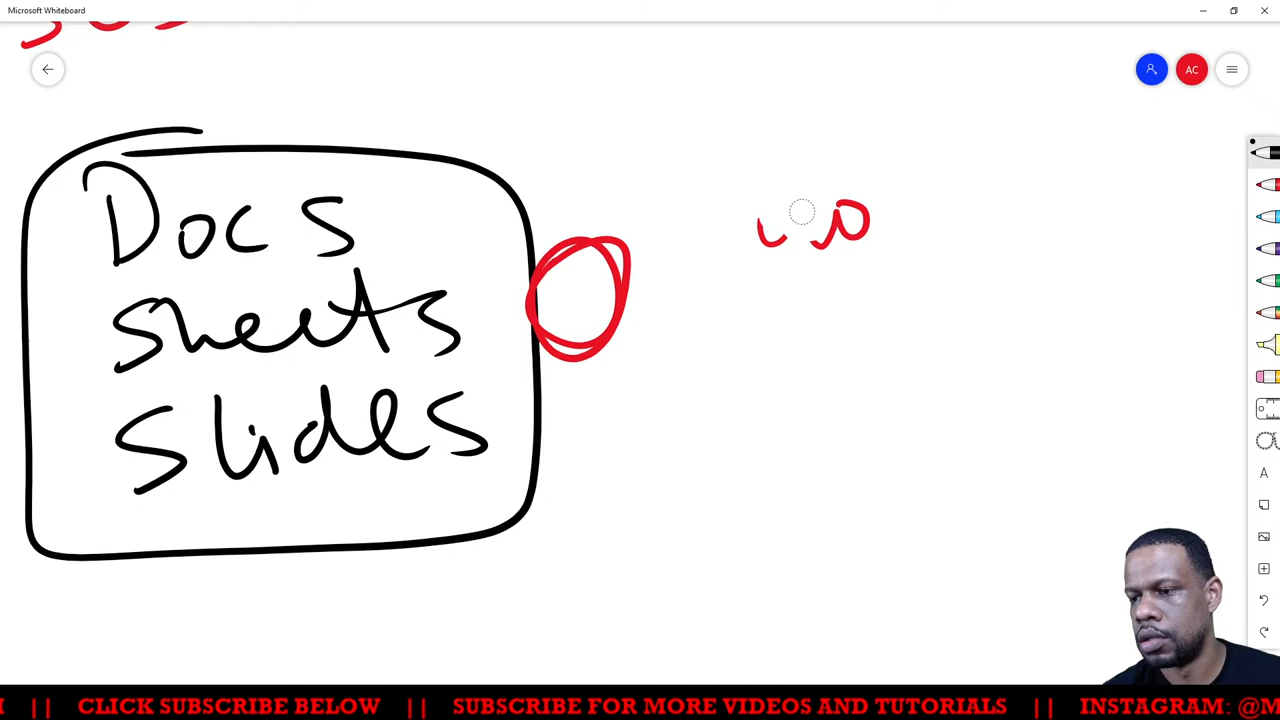 Microsoft Whiteboard
AC
Docs
sheets
slides
A
|| CLICK SUBSCRIBE BELOW || SUBSCRIBE FOR MORE VIDEOS AND TUTORIALS || INSTAGRAM: @M